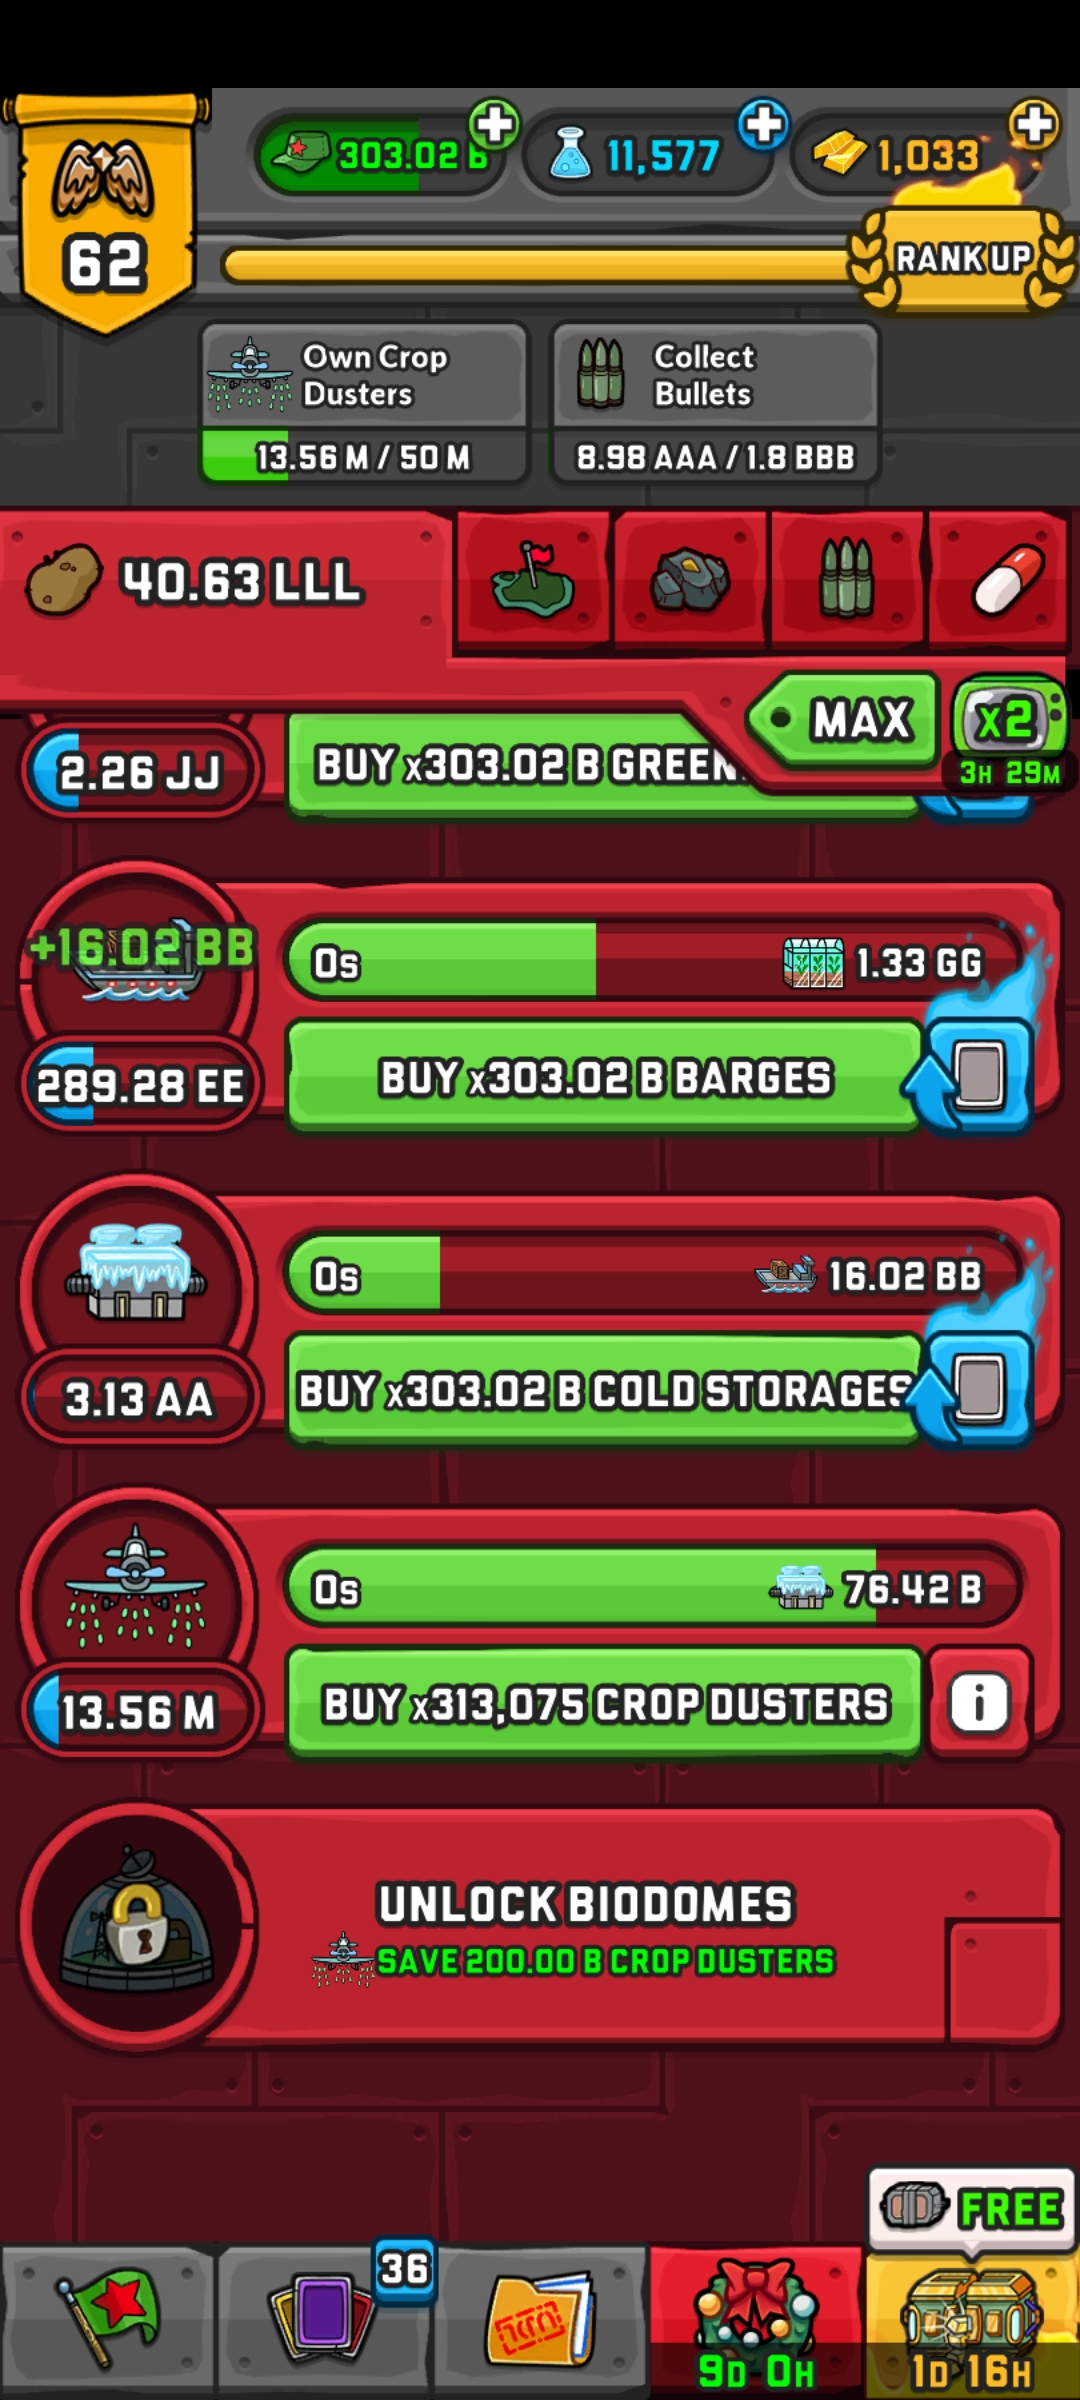 303.02 B
11,577
1,033
62
RANK UP
Own Crop
Dusters
13.56 M / 50 M
Collect
Bullets
8.98 AAA / 1.8 BBB
40.63 LLL
MAX
x2
3H 29M
2.26 JJ
BUY x303.02 B GREEN
+16.02 BB
0s
1.33 GG
289.28 EE
BUY x303.02 B BARGES
0s
16.02 BB
3.13 AA
BUY x303.02 B COLD STORAGES
0s
76.42 B
13.56 M
BUY x313,075 CROP DUSTERS
i
UNLOCK BIODOMES
SAVE 200.00 B CROP DUSTERS
FREE
36
9D 0H
1D 16H